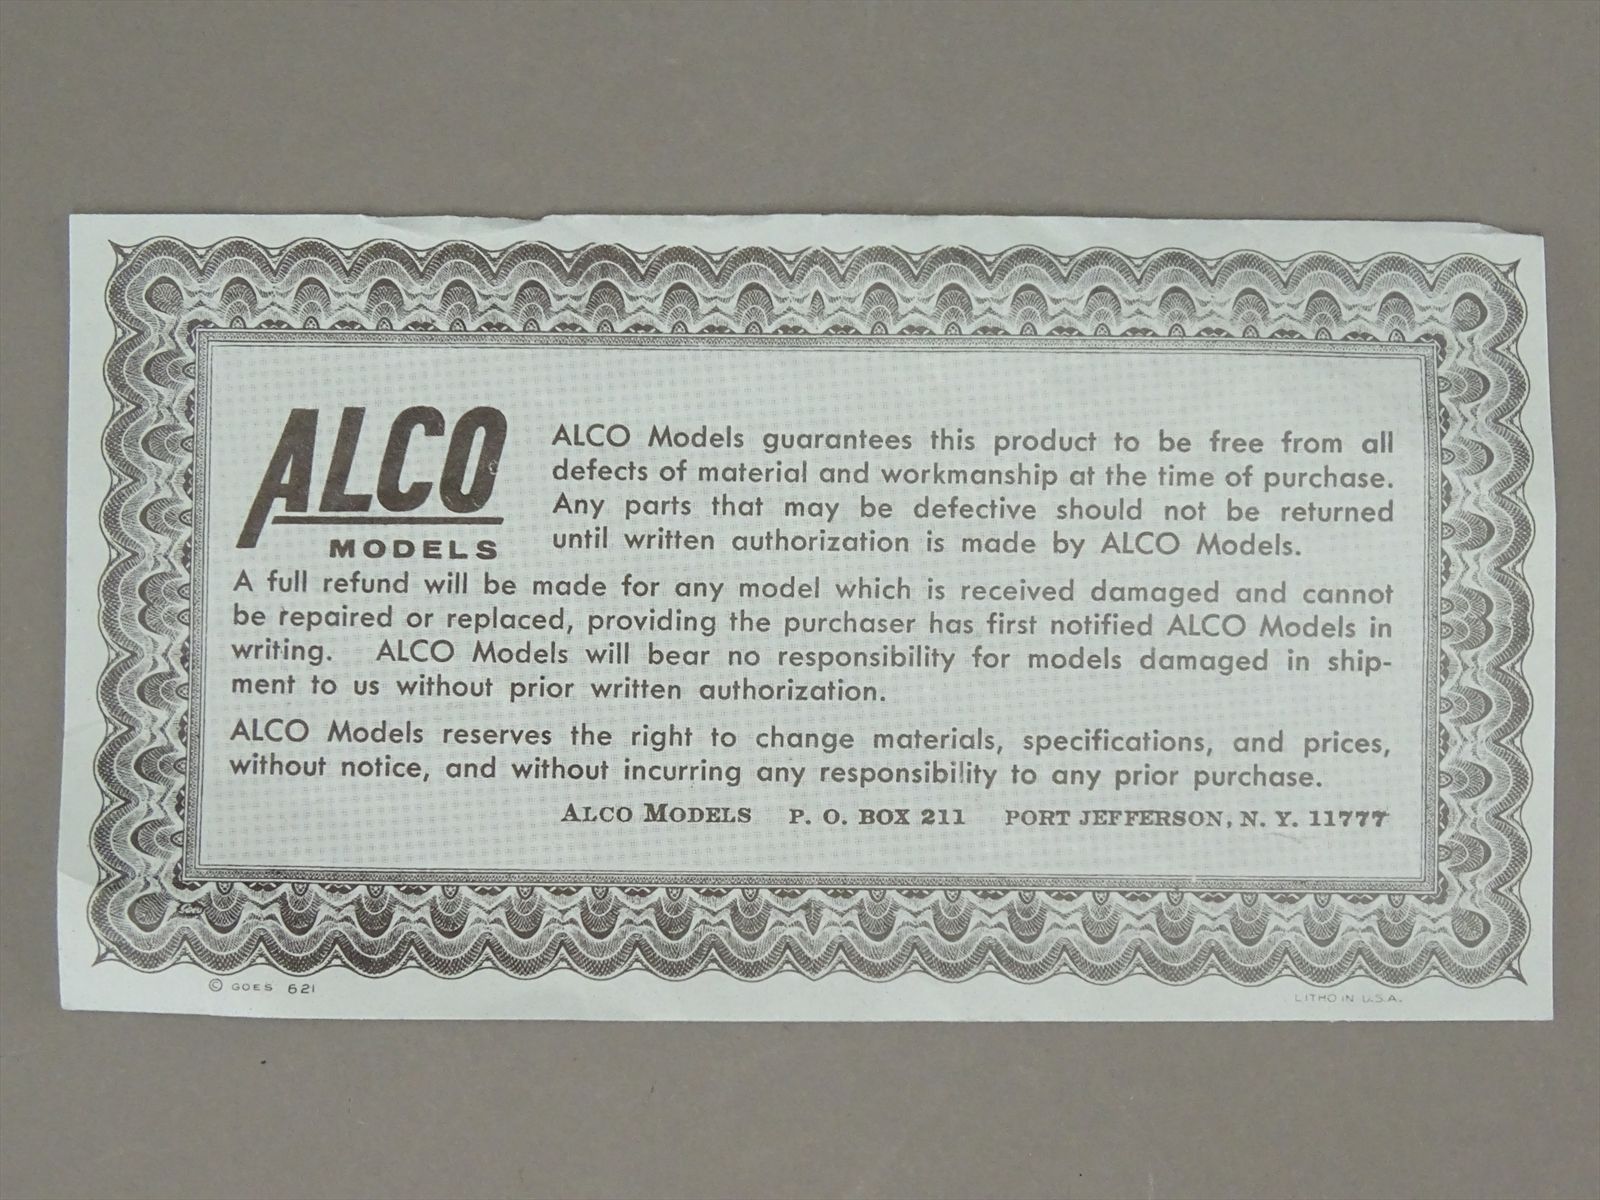 ALCO
MODELS
ALCO Models guarantees this product to be free from all
defects of material and workmanship at the time of purchase.
Any parts that may be defective should not be returned
until written authorization is made by ALCO Models.
A full refund will be made for any model which is received damaged and cannot
be repaired or replaced, providing the purchaser has first notified ALCO Models in
writing. ALCO Models will bear no responsibility for models damaged in ship-
ment to us without prior written authorization.
ALCO Models reserves the right to change materials, specifications, and prices,
without notice, and without incurring any responsibility to any prior purchase.
ALCO MODELS P. O. BOX 211 PORT JEFFERSON, N. Y. 11777
© GOES 621
LITHO IN U.S.A.